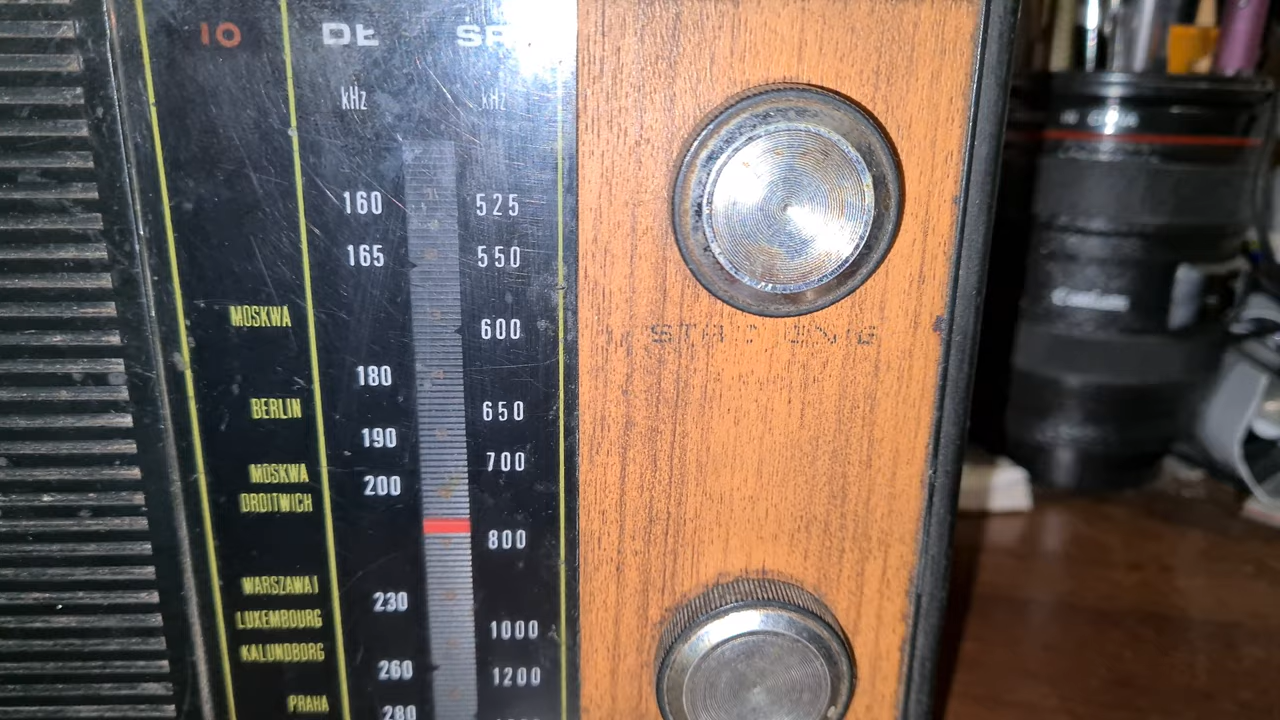 10 DŁ ŚR
kHz kHz
160 525
165 550
MOSKWA 600
180
BERLIN 650
190
MOSKWA 700
200
DROITWICH
800
WARSZAWA I
230
LUXEMBOURG 1000
KALUNDBORG
260 1200
PRAHA
280